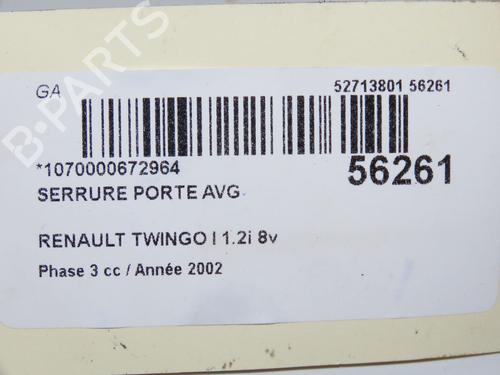 GA
52713801 56261
*1070000672964
56261
SERRURE PORTE AVG
RENAULT TWINGO I 1.2i 8v
Phase 3 cc / Année 2002
B-PARTS